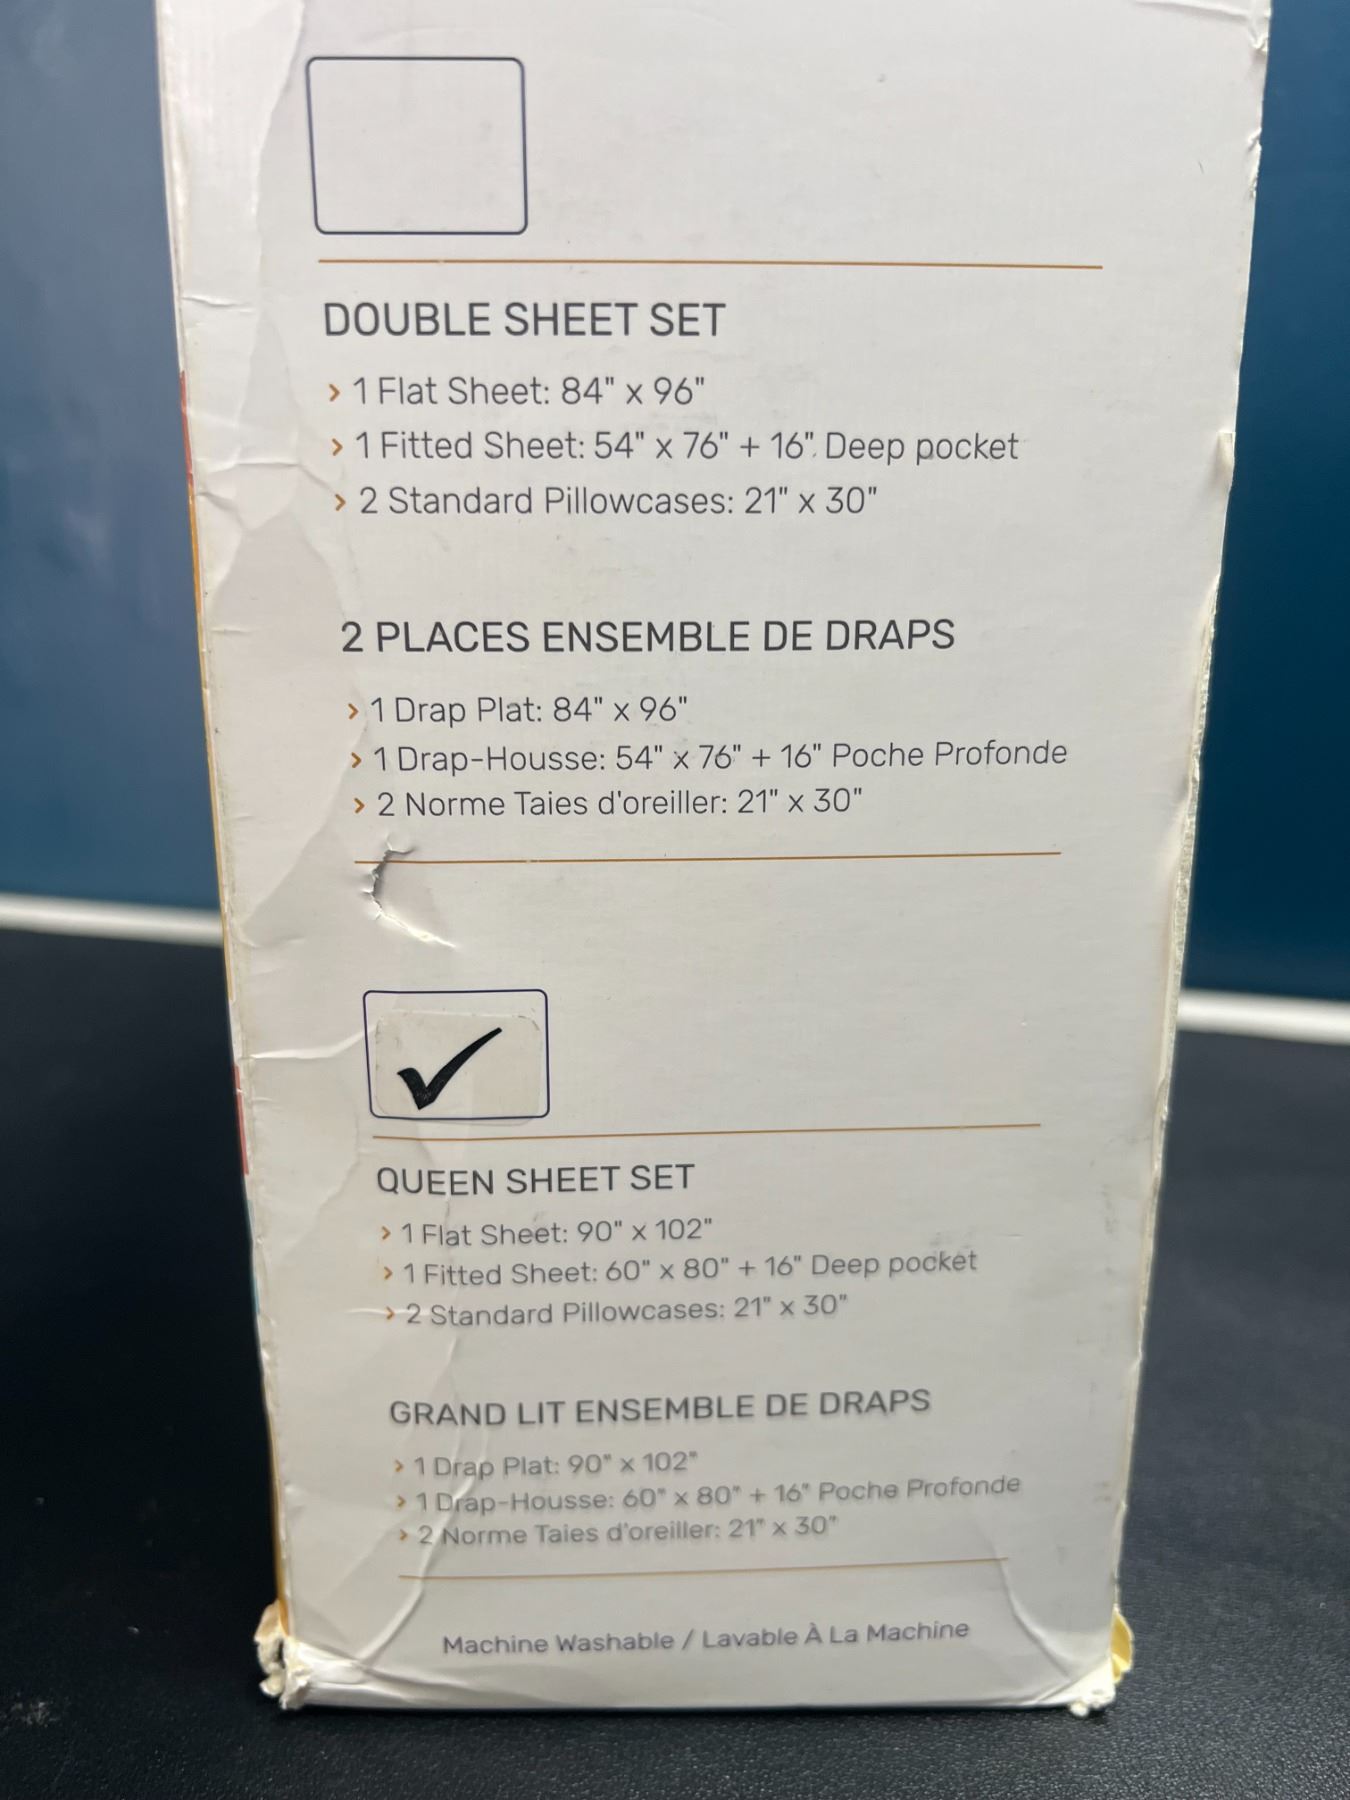 DOUBLE SHEET SET
› 1 Flat Sheet: 84" x 96"
› 1 Fitted Sheet: 54" x 76" + 16" Deep pocket
› 2 Standard Pillowcases: 21" x 30"
2 PLACES ENSEMBLE DE DRAPS
› 1 Drap Plat: 84" x 96"
› 1 Drap-Housse: 54" x 76" + 16" Poche Profonde
› 2 Norme Taies d'oreiller: 21" x 30"
QUEEN SHEET SET
› 1 Flat Sheet: 90" x 102"
› 1 Fitted Sheet: 60" x 80" + 16" Deep pocket
› 2 Standard Pillowcases: 21" x 30"
GRAND LIT ENSEMBLE DE DRAPS
› 1 Drap Plat: 90" x 102"
› 1 Drap-Housse: 60" x 80" + 16" Poche Profonde
› 2 Norme Taies d'oreiller: 21" x 30"
Machine Washable / Lavable À La Machine